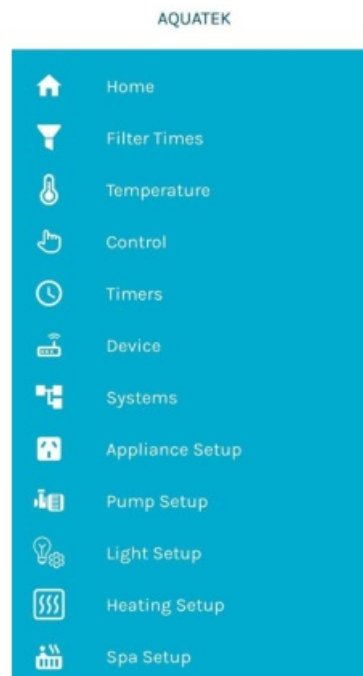 AQUATEK
Home
Filter Times
Temperature
Control
Timers
Device
Systems
Appliance Setup
Pump Setup
Light Setup
Heating Setup
Spa Setup